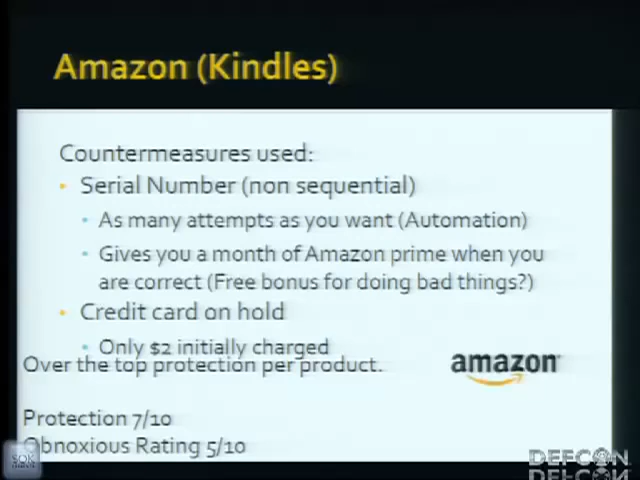 Amazon (Kindles)
Countermeasures used:
• Serial Number (non sequential)
• As many attempts as you want (Automation)
• Gives you a month of Amazon prime when you
are correct (Free bonus for doing bad things?)
• Credit card on hold
• Only $2 initially charged
Over the top protection per product.
amazon
Protection 7/10
Obnoxious Rating 5/10
DEFCON